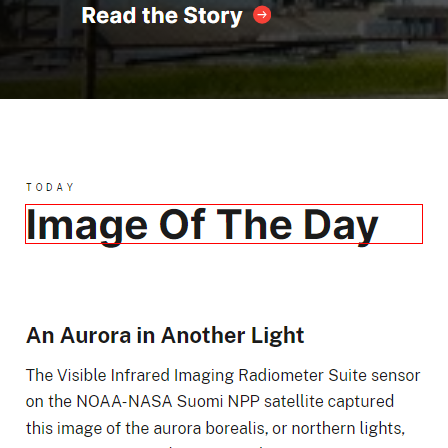 Read the Story
TODAY
Image Of The Day
An Aurora in Another Light
The Visible Infrared Imaging Radiometer Suite sensor
on the NOAA-NASA Suomi NPP satellite captured
this image of the aurora borealis, or northern lights,